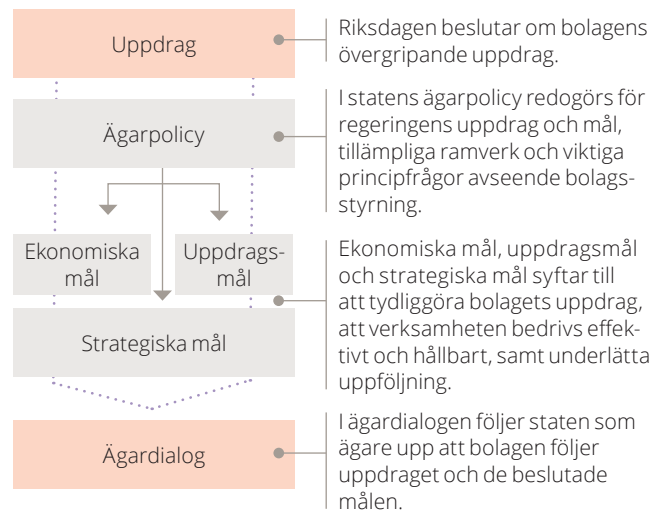 Uppdrag
Riksdagen beslutar om bolagens
övergripande uppdrag.
Ägarpolicy
I statens ägarpolicy redogörs för
regeringens uppdrag och mål,
tillämpliga ramverk och viktiga
principfrågor avseende bolags-
styrning.
Ekonomiska
mål
Uppdrags-
mål
Strategiska mål
Ekonomiska mål, uppdragsmål
och strategiska mål syftar till
att tydliggöra bolagets uppdrag,
att verksamheten bedrivs effek-
tivt och hållbart, samt underlätta
uppföljning.
Ägardialog
I ägardialogen följer staten som
ägare upp att bolagen följer
uppdraget och de beslutade
målen.